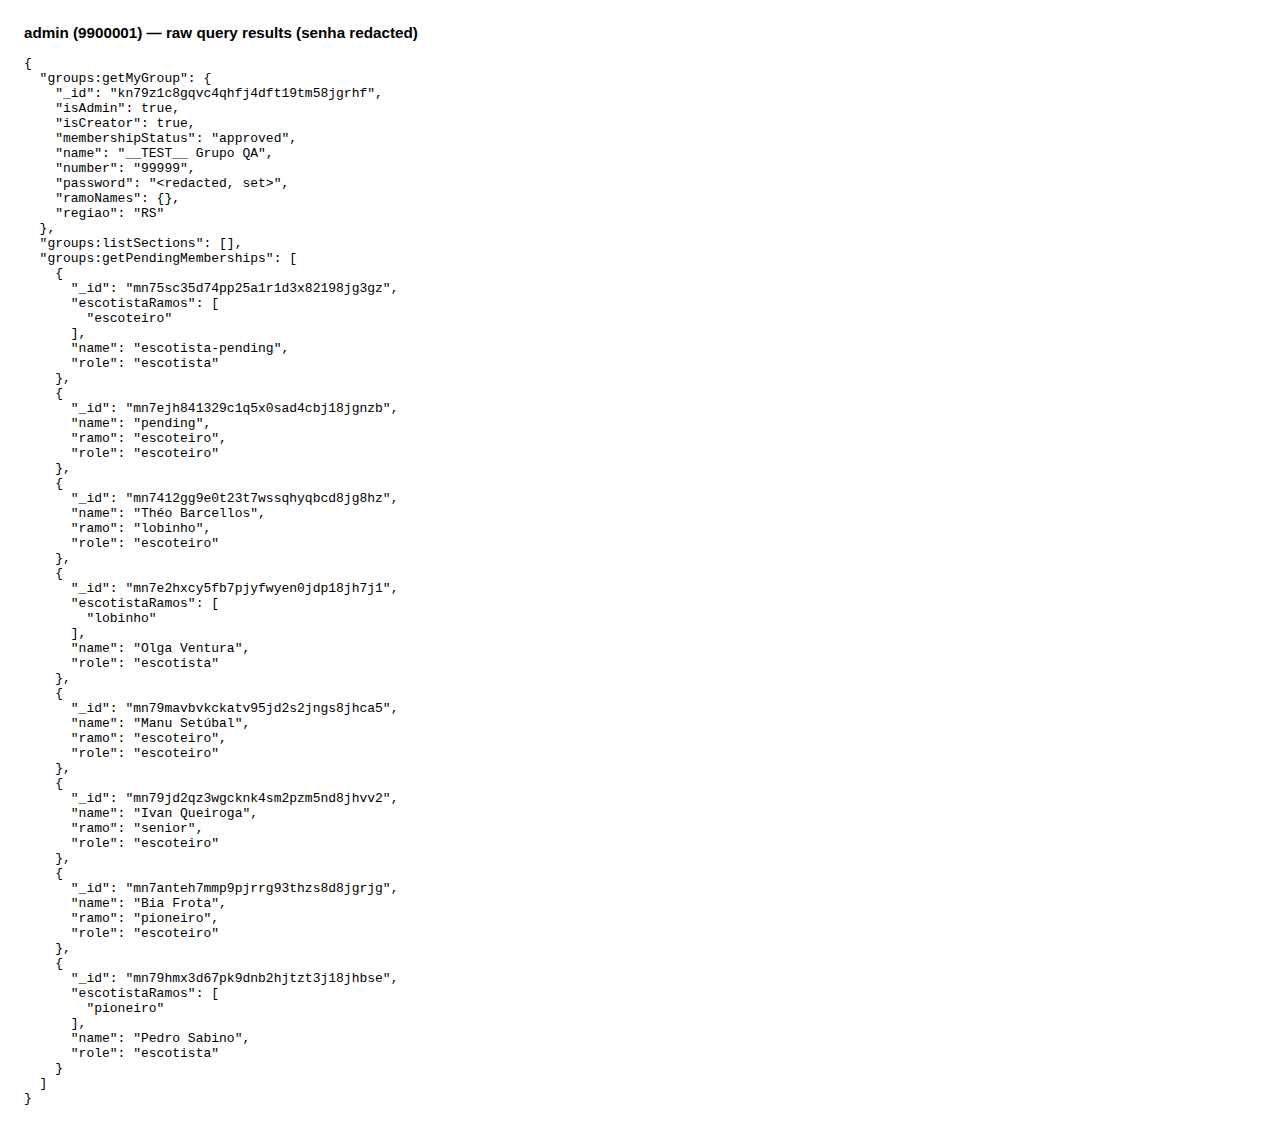 admin (9900001) — raw query results (senha redacted)
{
  "groups:getMyGroup": {
    "_id": "kn79z1c8gqvc4qhfj4dft19tm58jgrhf",
    "isAdmin": true,
    "isCreator": true,
    "membershipStatus": "approved",
    "name": "__TEST__ Grupo QA",
    "number": "99999",
    "password": "<redacted, set>",
    "ramoNames": {},
    "regiao": "RS"
  },
  "groups:listSections": [],
  "groups:getPendingMemberships": [
    {
      "_id": "mn75sc35d74pp25a1r1d3x82198jg3gz",
      "escotistaRamos": [
        "escoteiro"
      ],
      "name": "escotista-pending",
      "role": "escotista"
    },
    {
      "_id": "mn7ejh841329c1q5x0sad4cbj18jgnzb",
      "name": "pending",
      "ramo": "escoteiro",
      "role": "escoteiro"
    },
    {
      "_id": "mn7412gg9e0t23t7wssqhyqbcd8jg8hz",
      "name": "Théo Barcellos",
      "ramo": "lobinho",
      "role": "escoteiro"
    },
    {
      "_id": "mn7e2hxcy5fb7pjyfwyen0jdp18jh7j1",
      "escotistaRamos": [
        "lobinho"
      ],
      "name": "Olga Ventura",
      "role": "escotista"
    },
    {
      "_id": "mn79mavbvkckatv95jd2s2jngs8jhca5",
      "name": "Manu Setúbal",
      "ramo": "escoteiro",
      "role": "escoteiro"
    },
    {
      "_id": "mn79jd2qz3wgcknk4sm2pzm5nd8jhvv2",
      "name": "Ivan Queiroga",
      "ramo": "senior",
      "role": "escoteiro"
    },
    {
      "_id": "mn7anteh7mmp9pjrrg93thzs8d8jgrjg",
      "name": "Bia Frota",
      "ramo": "pioneiro",
      "role": "escoteiro"
    },
    {
      "_id": "mn79hmx3d67pk9dnb2hjtzt3j18jhbse",
      "escotistaRamos": [
        "pioneiro"
      ],
      "name": "Pedro Sabino",
      "role": "escotista"
    }
  ]
}